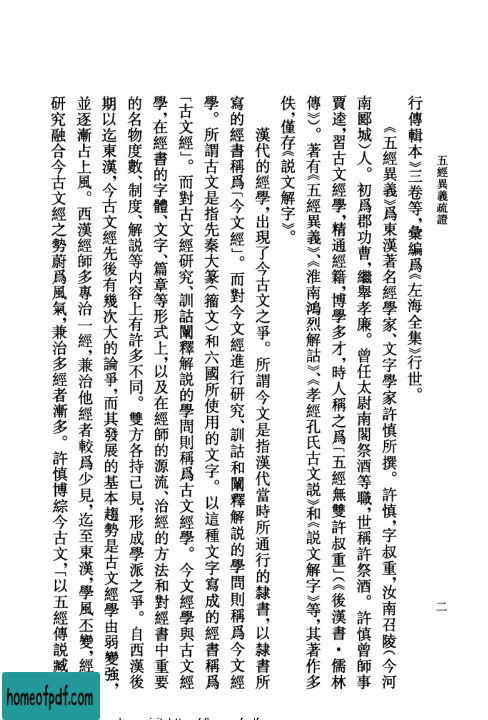 五經異義疏證
二
行傳輯本》三卷等，彙編爲《左海全集》行世。
《五經異義》爲東漢著名經學家、文字學家許慎所撰。許慎，字叔重，汝南召陵（今河
南郾城）人。初爲郡功曹，繼舉孝廉。曾任太尉南閣祭酒等職，世稱許祭酒。許慎曾師事
賈逵，習古文經學，精通經籍，博學多才，時人稱之爲「五經無雙許叔重」（《後漢書·儒林
傳》）。著有《五經異義》、《淮南鴻烈解詁》、《孝經孔氏古文説》和《説文解字》等，其著作多
佚，僅存《説文解字》。
漢代的經學，出現了今古文之爭。所謂今文是指漢代當時所通行的隸書，以隸書所
寫的經書稱爲「今文經」。而對今文經進行研究、訓詁和闡釋解説的學問則稱爲今文經
學。所謂古文是指先秦大篆（籀文）和六國所使用的文字。以這種文字寫成的經書稱爲
「古文經」。而對古文經研究、訓詁闡釋解説的學問則稱爲古文經學。今文經學與古文經
學，在經書的字體、文字、篇章等形式上，以及在經師的源流、治經的方法和對經書中重要
的名物度數、制度、解説等内容上有許多不同。雙方各持己見，形成學派之爭。自西漢後
期以迄東漢，今古文經先後有幾次大的論爭，而其發展的基本趨勢是古文經學由弱變強，
並逐漸占上風。西漢經師多專治一經，兼治他經者較爲少見，迄至東漢，學風丕變，經
研究融合今古文經之勢蔚爲風氣，兼治多經者漸多。許慎博綜今古文，「以五經傳説臧
homeofpdf.com